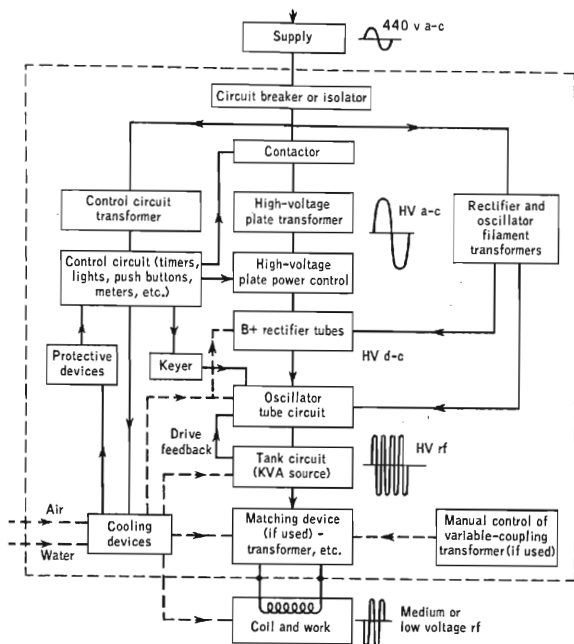 Supply
440 v a-c
Circuit breaker or isolator
Contactor
Control circuit
transformer
High-voltage
plate transformer
HV a-c
Rectifier and
oscillator
filament
transformers
Control circuit (timers,
lights, push buttons,
meters, etc.)
High-voltage
plate power control
B+ rectifier tubes
HV d-c
Protective
devices
Keyer
Oscillator
tube circuit
Drive
feedback
Tank circuit
(KVA source)
HV rf
Air
Water
Cooling
devices
Matching device
(if used) -
transformer, etc.
Manual control of
variable-coupling
transformer (if used)
Coil and work
Medium or
low voltage rf